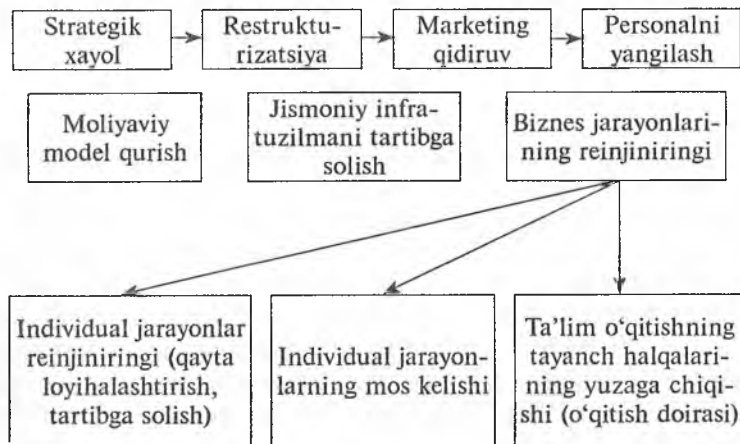 Strategik
xayol
Restruktu-
rizatsiya
Marketing
qidiruv
Personalni
yangilash
Moliyaviy
model qurish
Jismoniy infra-
tuzilmani tartibga
solish
Biznes jarayonlari-
ning reinjiniringi
Individual jarayonlar
reinjiniringi (qayta
loyihalashtirish,
tartibga solish)
Individual jarayon-
larning mos kelishi
Ta’lim o‘qitishning
tayanch halqalari-
ning yuzaga chiqi-
shi (o‘qitish doirasi)